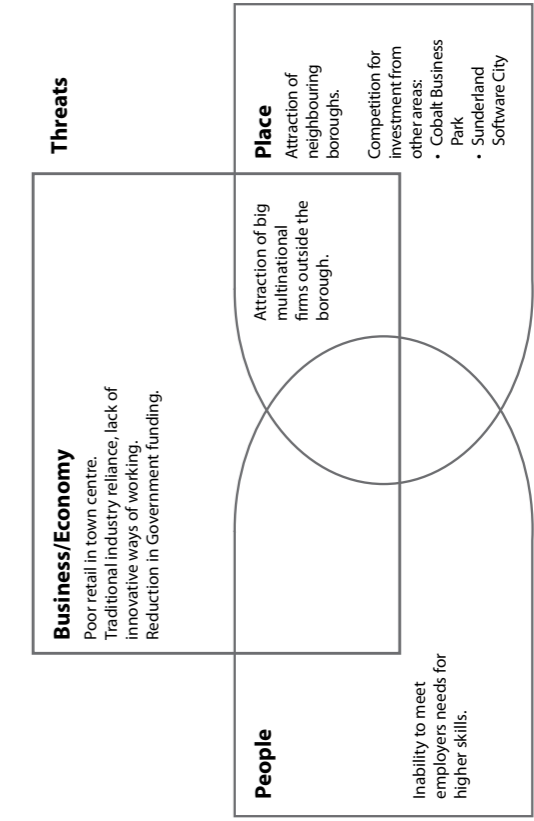 Threats
Business/Economy
Poor retail in town centre.
Traditional industry reliance, lack of
innovative ways of working.
Reduction in Government funding.
People
Inability to meet
employers needs for
higher skills.
Attraction of big
multinational
firms outside the
borough.
Place
Attraction of
neighbouring
boroughs.
Competition for
investment from
other areas:
• Cobalt Business
Park
• Sunderland
Software City